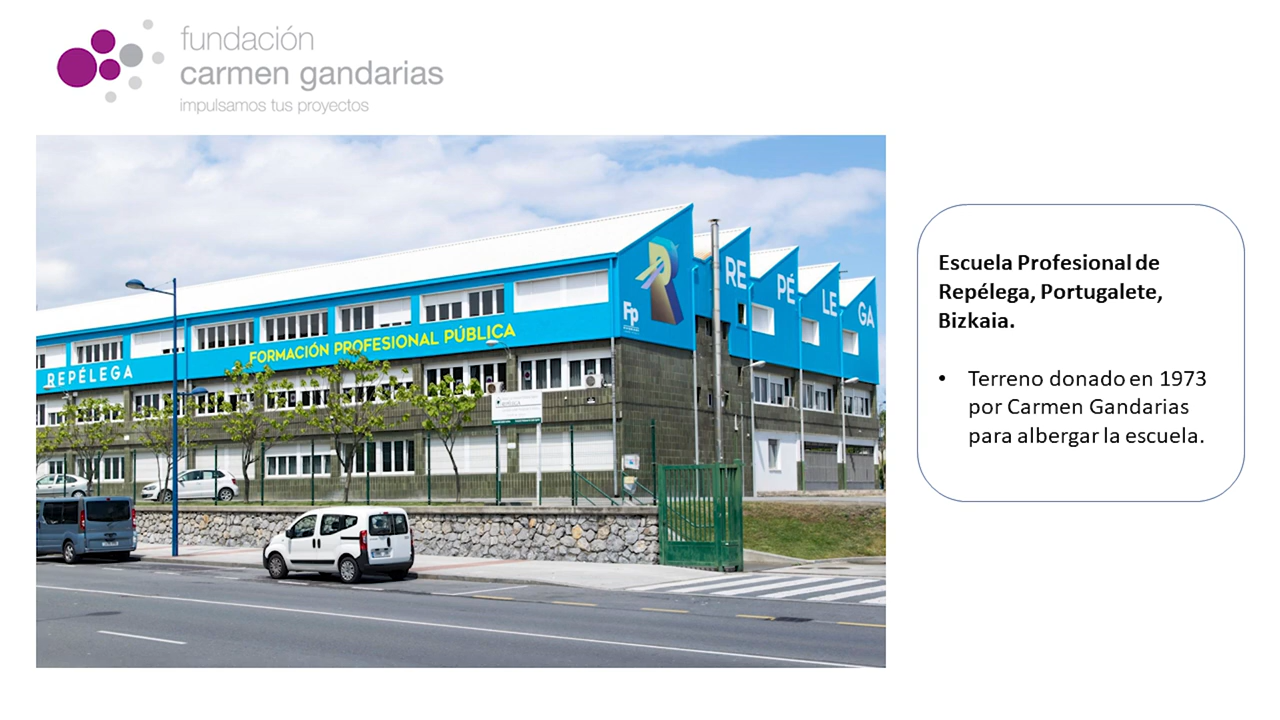 fundación
carmen gandarias
impulsamos tus proyectos
REPÉLEGA
FORMACIÓN PROFESIONAL PÚBLICA
R
Fp
RE
PÉ
LE
GA
Escuela Profesional de
Repélega, Portugalete,
Bizkaia.
• Terreno donado en 1973
por Carmen Gandarias
para albergar la escuela.